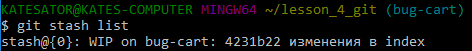 KATESATOR@KATES-COMPUTER MINGW64 ~/lesson_4_git (bug-cart)
$ git stash list
stash@{0}: WIP on bug-cart: 4231b22 изменения в index